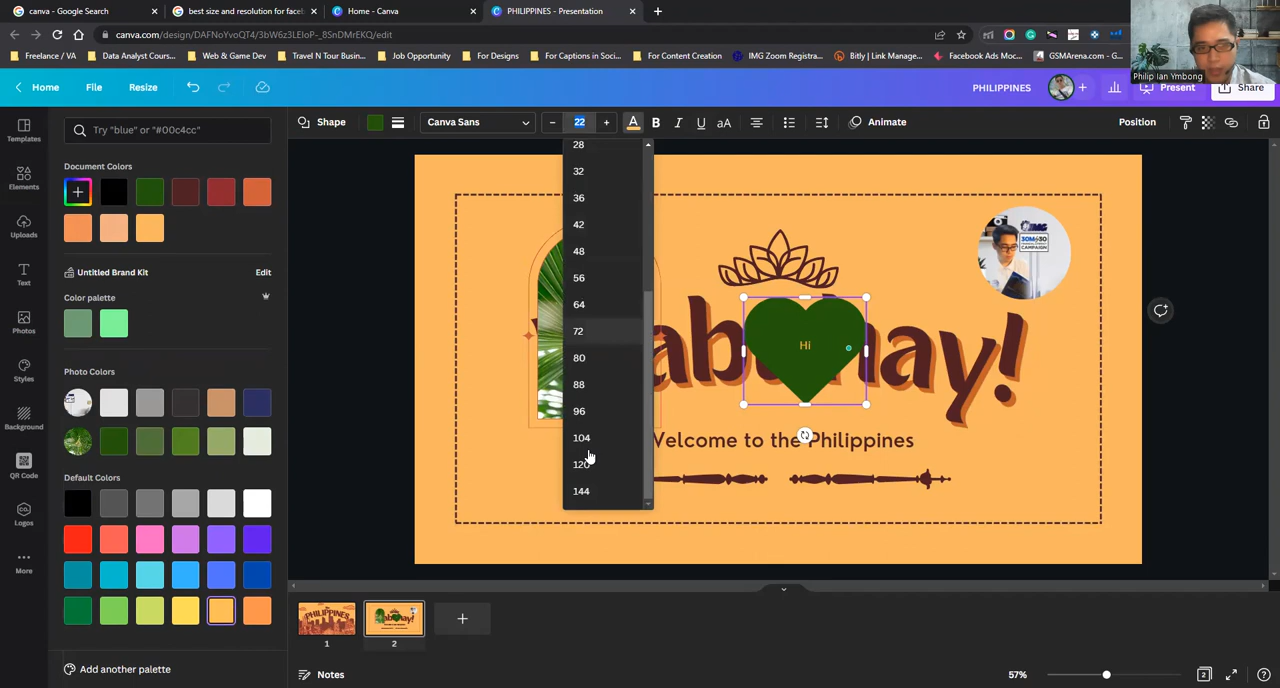 canva - Google Search
best size and resolution for facel
Home - Canva
PHILIPPINES - Presentation
canva.com/design/DAFNoYvoQT4/3bW6z3LEIoP-_8SnDMrEKQ/edit
Freelance / VA
Data Analyst Cours...
Web & Game Dev
Travel N Tour Busin...
Job Opportunity
For Designs
For Captions in Soci...
For Content Creation
IMG Zoom Registra...
Bitly | Link Manage...
Facebook Ads Moc...
GSMArena.com...
Philip Ian Ymbong
Home
File
Resize
PHILIPPINES
Present
Share
Try "blue" or "#00c4cc"
Shape
Canva Sans
22
A
B
I
U
aA
Animate
Position
Templates
Elements
Uploads
Text
Photos
Styles
Background
QR Code
Logos
More
Document Colors
Untitled Brand Kit
Edit
Color palette
Photo Colors
Default Colors
Add another palette
28
32
36
42
48
56
64
72
80
88
96
104
120
144
IMG
30M@30
CAMPAIGN
Hi
Welcome to the Philippines
PHILIPPINES
1
2
Notes
57%
2